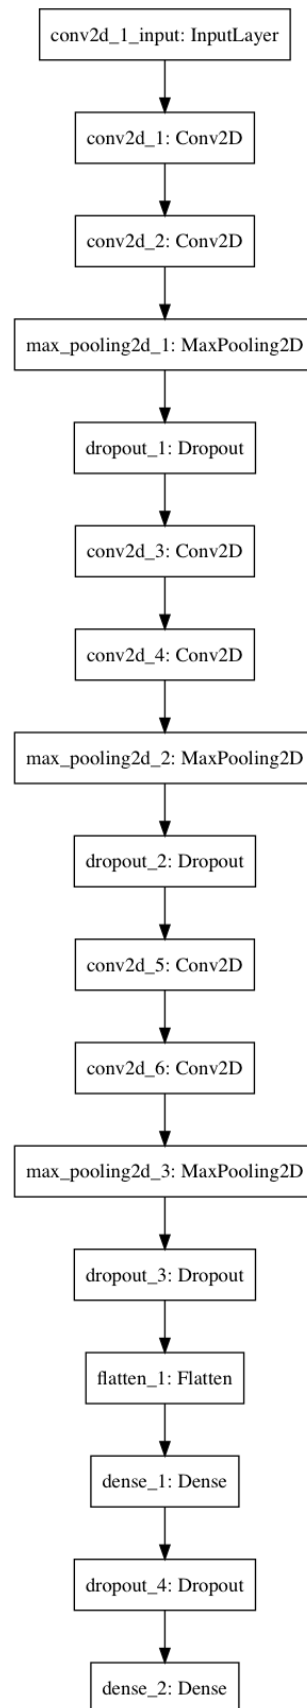 conv2d_1_input: InputLayer
conv2d_1: Conv2D
conv2d_2: Conv2D
max_pooling2d_1: MaxPooling2D
dropout_1: Dropout
conv2d_3: Conv2D
conv2d_4: Conv2D
max_pooling2d_2: MaxPooling2D
dropout_2: Dropout
conv2d_5: Conv2D
conv2d_6: Conv2D
max_pooling2d_3: MaxPooling2D
dropout_3: Dropout
flatten_1: Flatten
dense_1: Dense
dropout_4: Dropout
dense_2: Dense